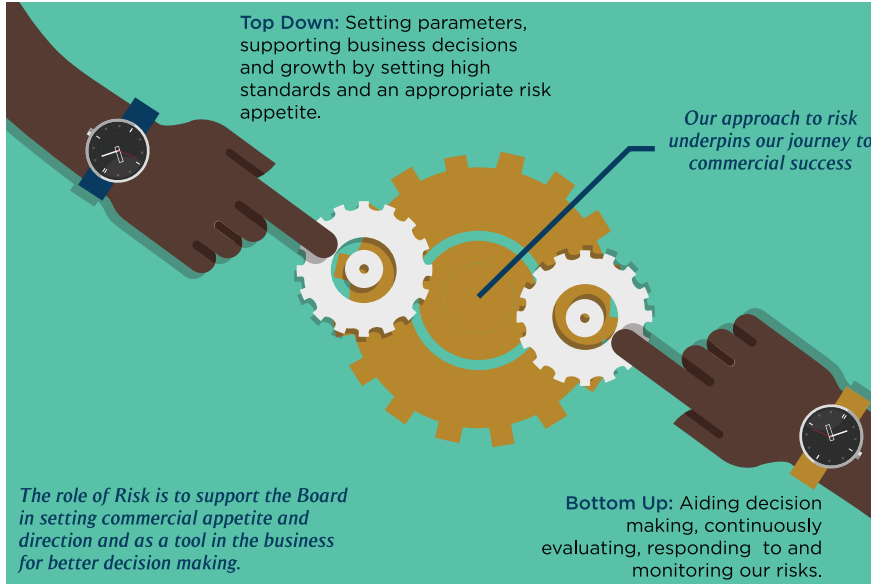 Top Down: Setting parameters,
supporting business decisions
and growth by setting high
standards and an appropriate risk
appetite.
Our approach to risk
underpins our journey to
commercial success
The role of Risk is to support the Board
in setting commercial appetite and
direction and as a tool in the business
for better decision making.
Bottom Up: Aiding decision
making, continuously
evaluating, responding to and
monitoring our risks.